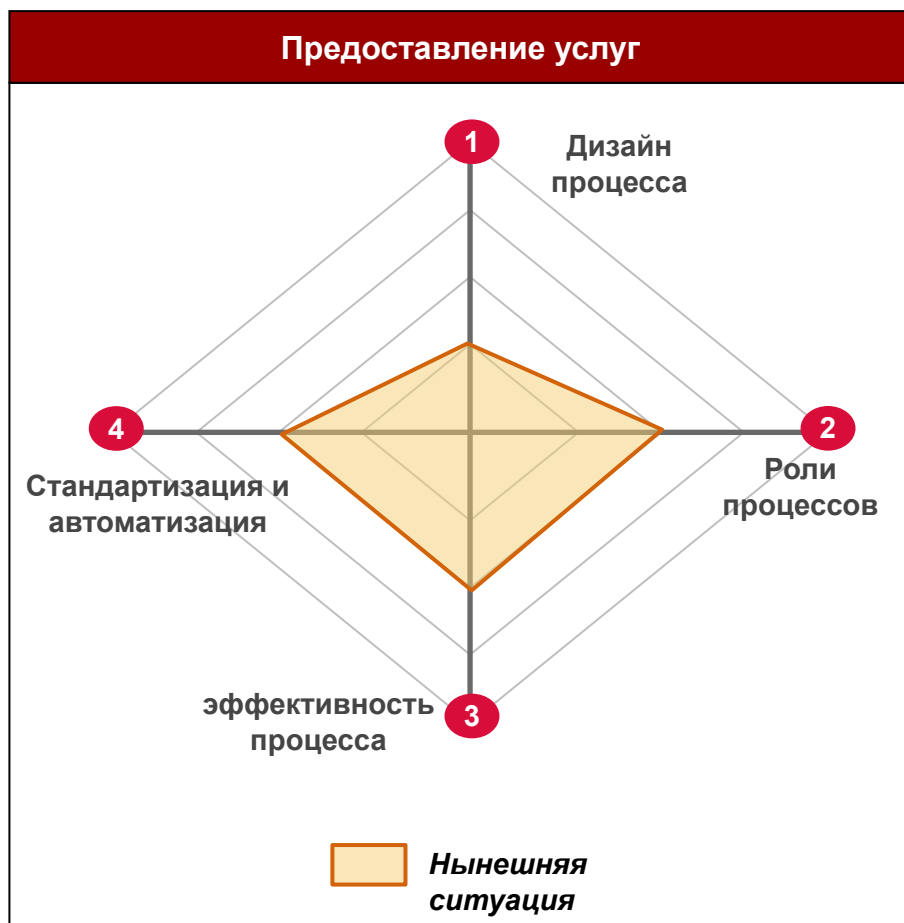 Предоставление услуг
1
Дизайн
процесса
4
2
Стандартизация и
автоматизация
Роли
процессов
эффективность
процесса
3
Нынешняя
ситуация